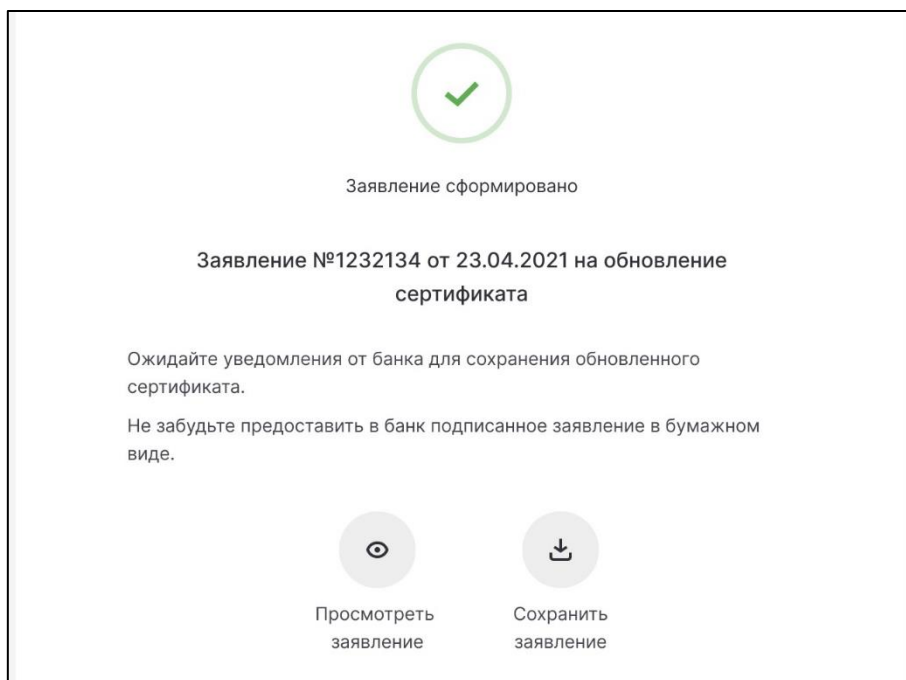 Заявление сформировано
Заявление №1232134 от 23.04.2021 на обновление
сертификата
Ожидайте уведомления от банка для сохранения обновленного
сертификата.
Не забудьте предоставить в банк подписанное заявление в бумажном
виде.
Просмотреть
заявление
Сохранить
заявление